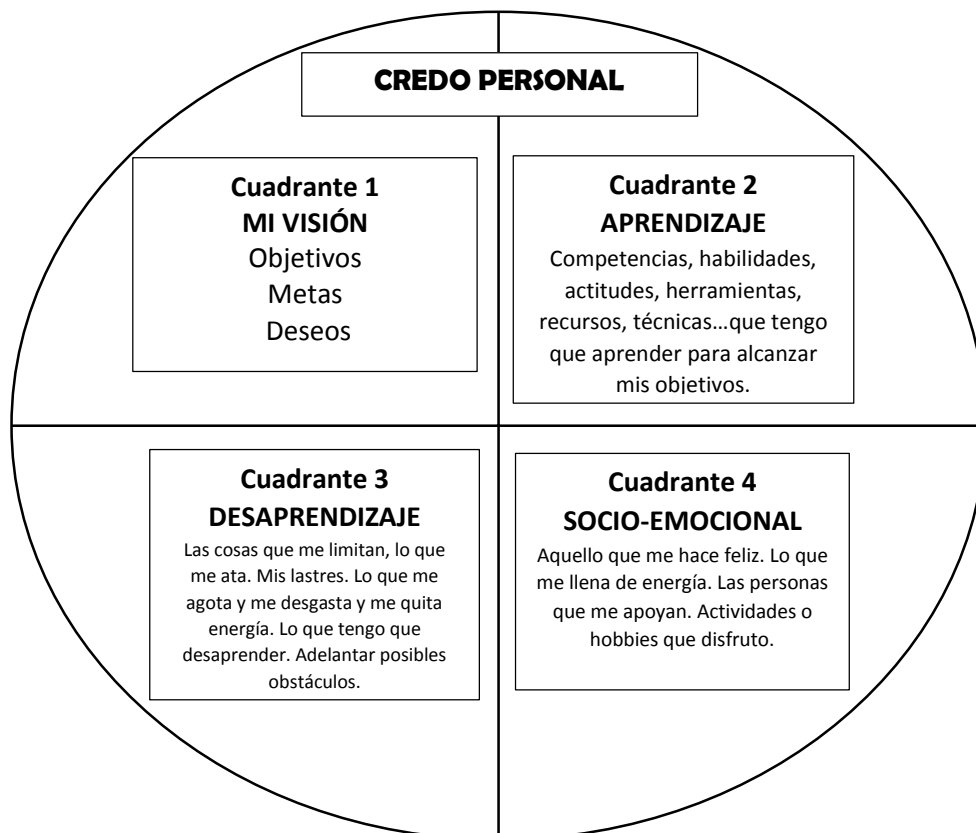 CREDO PERSONAL
Cuadrante 1
MI VISIÓN
Objetivos
Metas
Deseos
Cuadrante 2
APRENDIZAJE
Competencias, habilidades,
actitudes, herramientas,
recursos, técnicas...que tengo
que aprender para alcanzar
mis objetivos.
Cuadrante 3
DESAPRENDIZAJE
Las cosas que me limitan, lo que
me ata. Mis lastres. Lo que me
agota y me desgasta y me quita
energía. Lo que tengo que
desaprender. Adelantar posibles
obstáculos.
Cuadrante 4
SOCIO-EMOCIONAL
Aquello que me hace feliz. Lo que
me llena de energía. Las personas
que me apoyan. Actividades o
hobbies que disfruto.